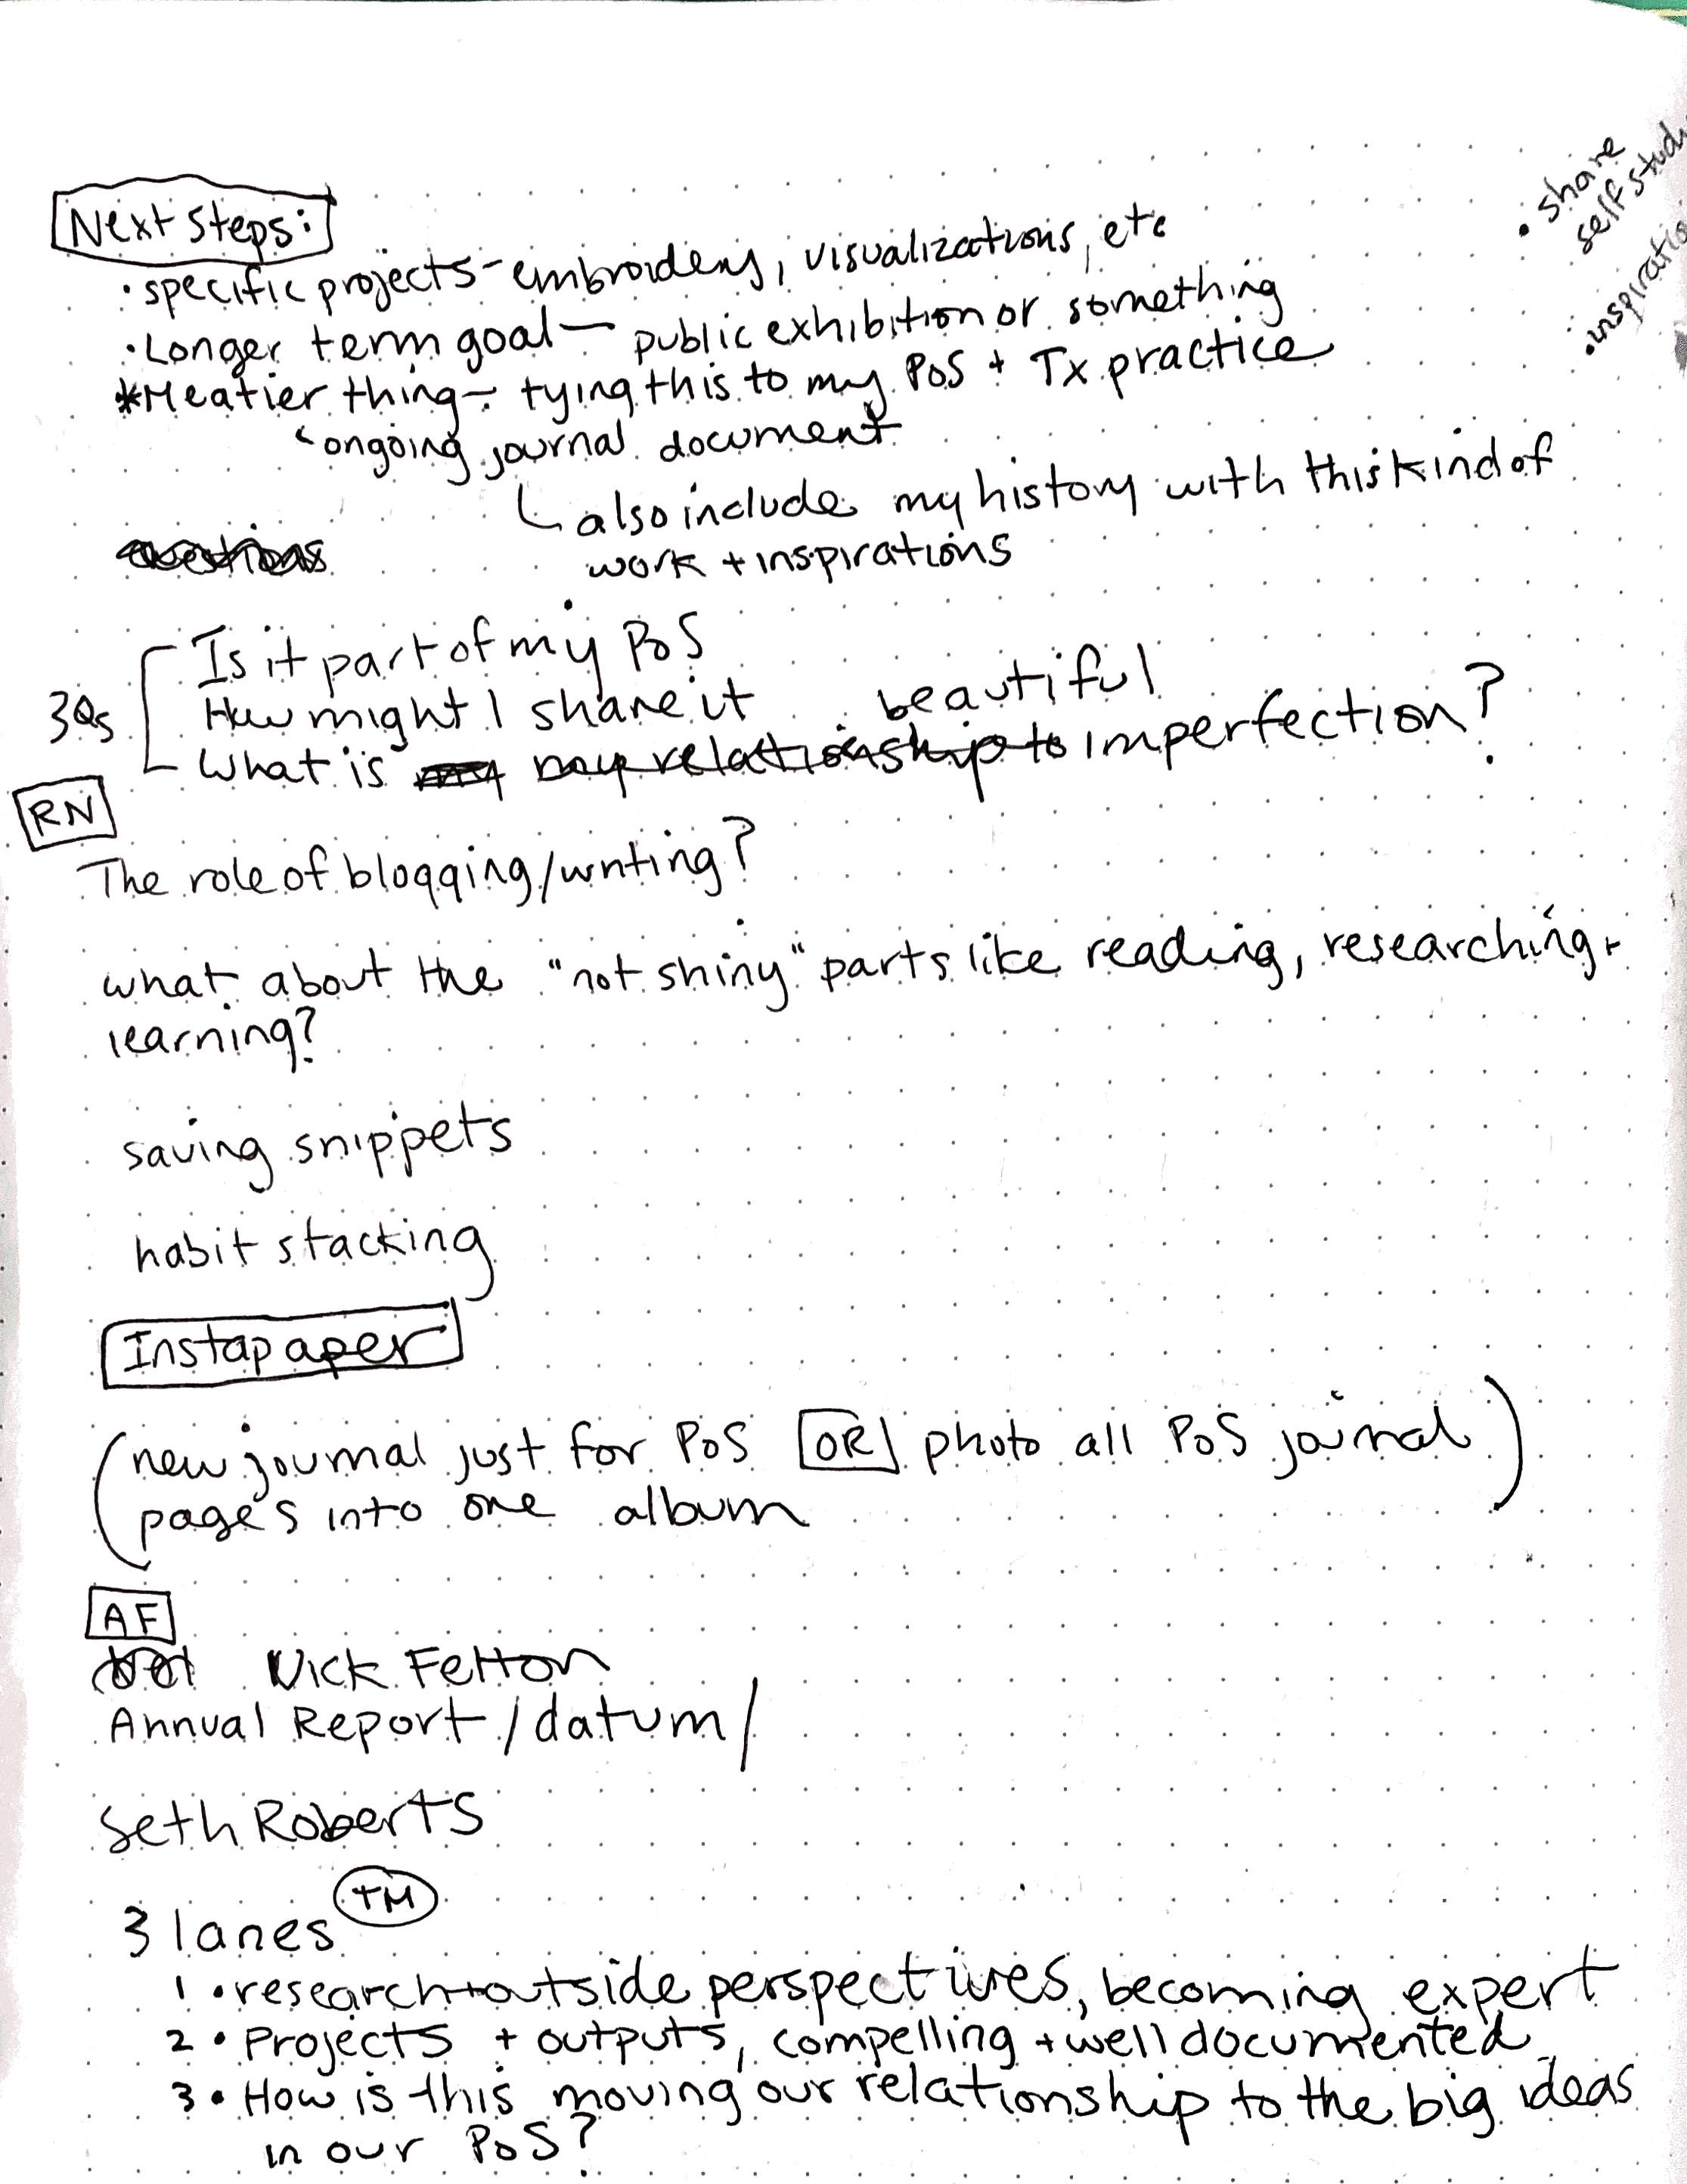 Next Steps:
• specific projects - embroidery, visualizations, etc
• Longer term goal — public exhibition or something
*Meatier thing - tying this to my PoS + Tx practice
ongoing journal document
also include my history with this kind of
work + inspirations
questions
3Qs
Is it part of my PoS
How might I share it
beautiful
What is my my relationship to imperfection?
RN
The role of blogging/writing?
what about the "not shiny" parts like reading, researching +
learning?
saving snippets
habit stacking
Instapaper
(new journal just for PoS OR photo all PoS journal)
pages into one album
AF
Nick Felton
Annual Report /datum/
Seth Roberts
3 lanes TM
1 • research + outside perspectives, becoming expert
2 • Projects + outputs, compelling + well documented
3 • How is this moving our relationship to the big ideas
in our PoS?
• share
self